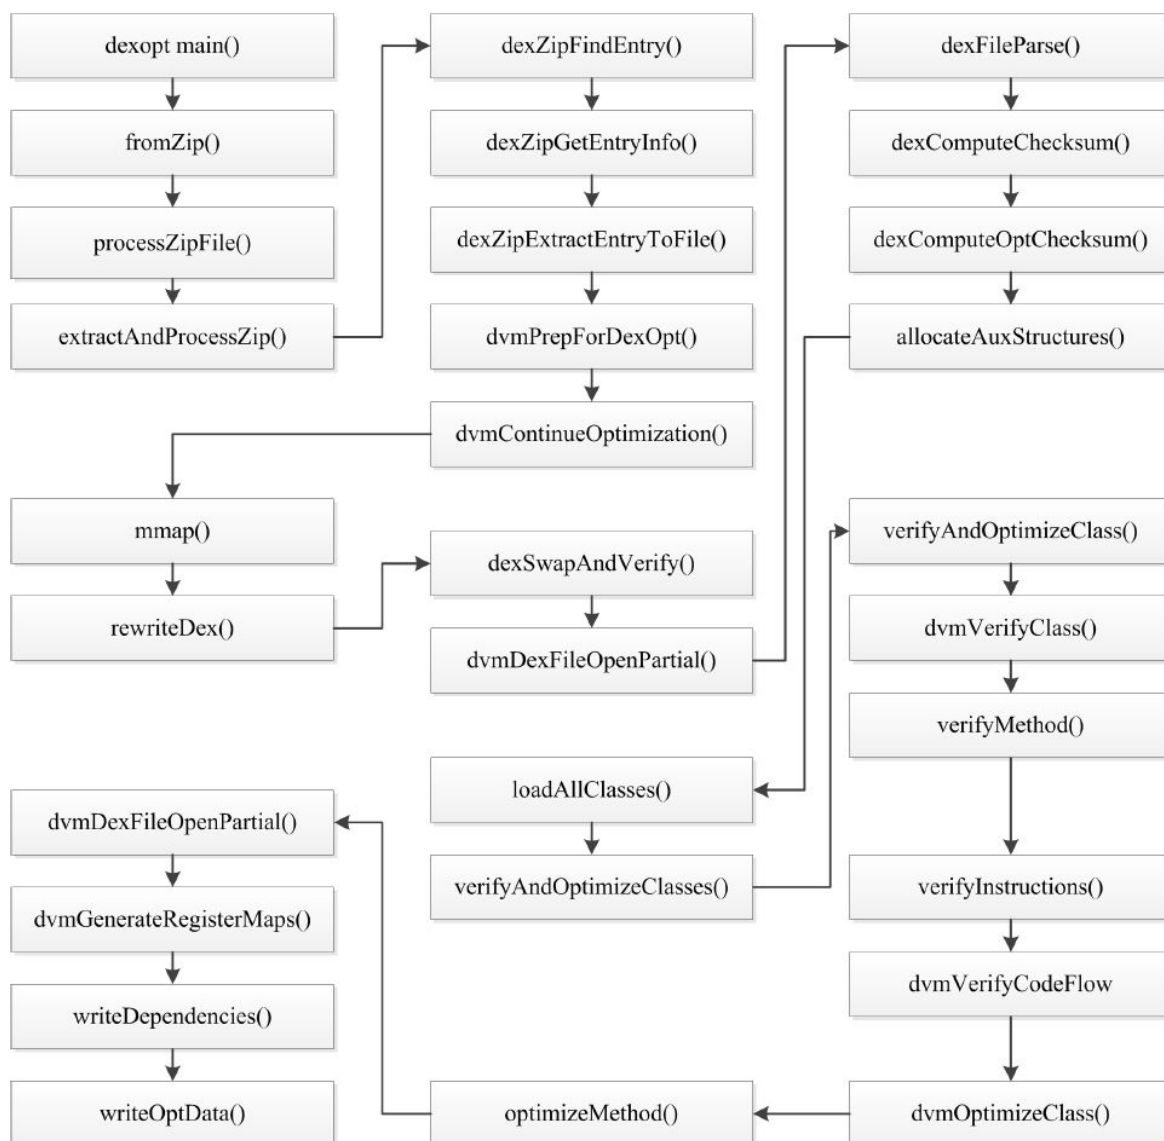 dexopt main()
fromZip()
processZipFile()
extractAndProcessZip()
dexZipFindEntry()
dexZipGetEntryInfo()
dexZipExtractEntryToFile()
dvmPrepForDexOpt()
dvmContinueOptimization()
mmap()
rewriteDex()
dexSwapAndVerify()
dvmDexFileOpenPartial()
dexFileParse()
dexComputeChecksum()
dexComputeOptChecksum()
allocateAuxStructures()
loadAllClasses()
verifyAndOptimizeClasses()
verifyAndOptimizeClass()
dvmVerifyClass()
verifyMethod()
verifyInstructions()
dvmVerifyCodeFlow
dvmOptimizeClass()
optimizeMethod()
dvmDexFileOpenPartial()
dvmGenerateRegisterMaps()
writeDependencies()
writeOptData()